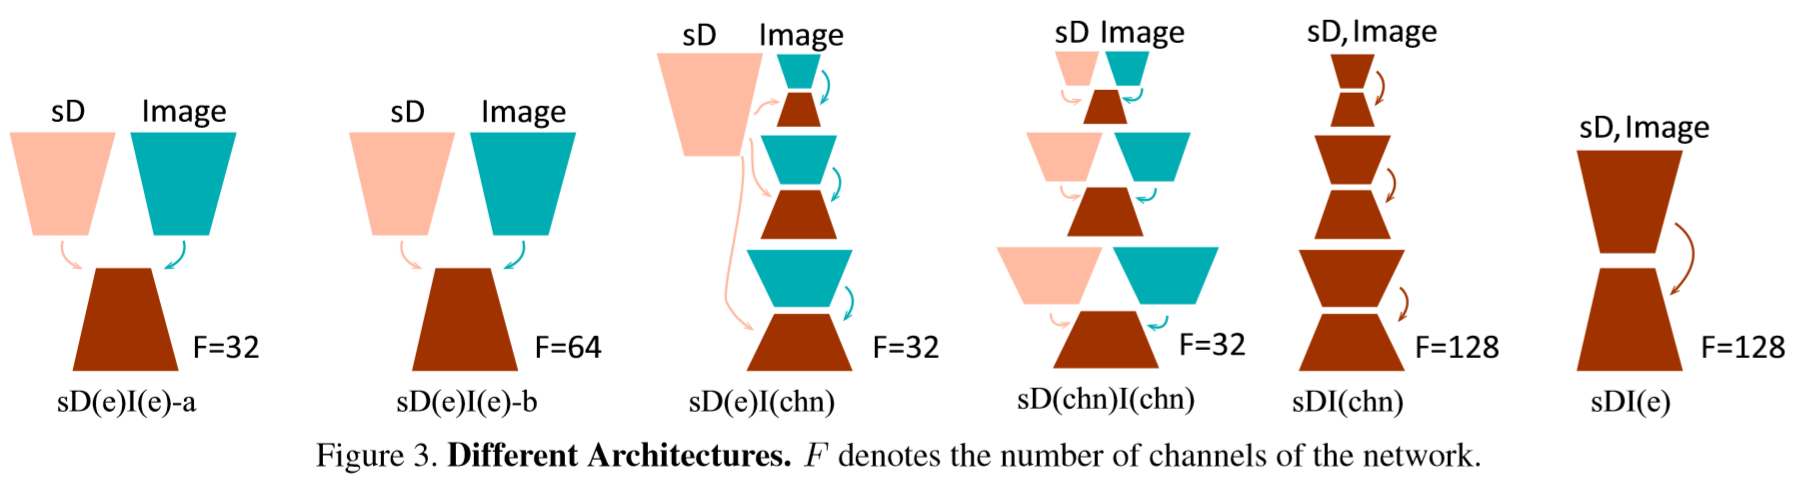 sD Image
F=32
sD(e)I(e)-a
sD Image
F=64
sD(e)I(e)-b
sD Image
F=32
sD(e)I(chn)
sD Image
F=32
sD(chn)I(chn)
sD, Image
F=128
sDI(chn)
sD, Image
F=128
sDI(e)
Figure 3. Different Architectures. F denotes the number of channels of the network.